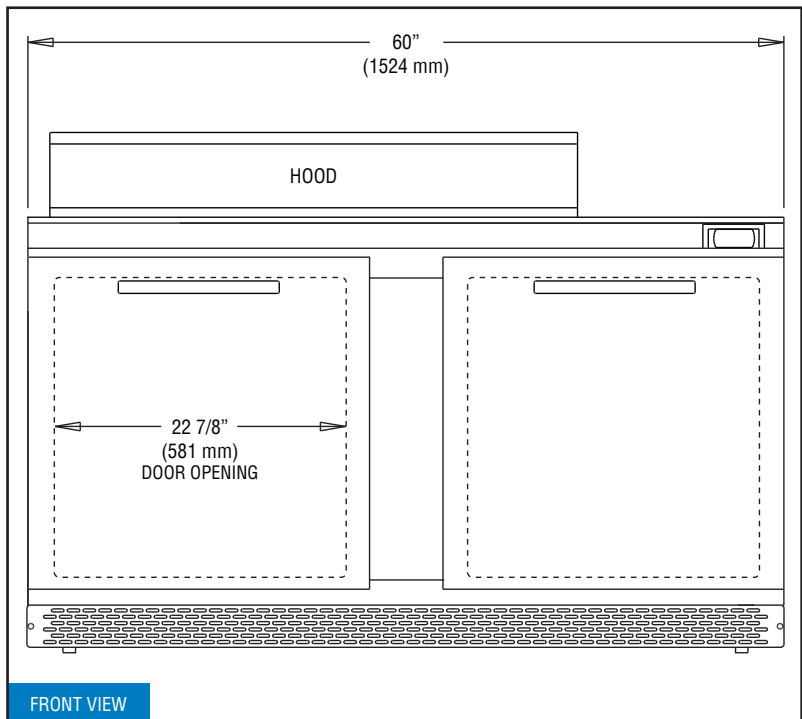 60”
(1524 mm)
HOOD
22 7/8”
(581 mm)
DOOR OPENING
FRONT VIEW